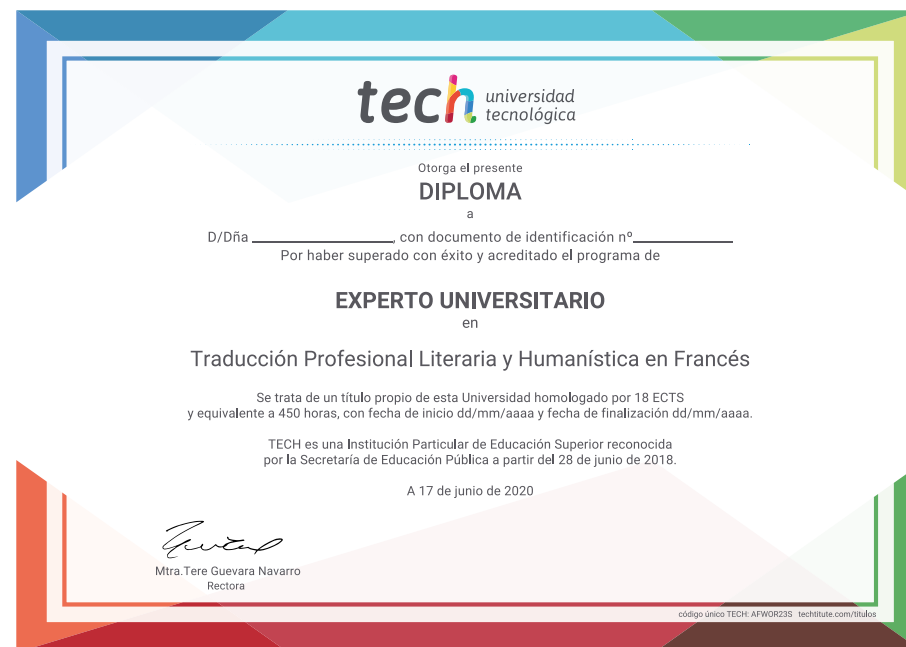 tech universidad
tecnológica
Otorga el presente
DIPLOMA
a
D/Dña ____________________, con documento de identificación nº______________
Por haber superado con éxito y acreditado el programa de
EXPERTO UNIVERSITARIO
en
Traducción Profesional Literaria y Humanística en Francés
Se trata de un título propio de esta Universidad homologado por 18 ECTS
y equivalente a 450 horas, con fecha de inicio dd/mm/aaaa y fecha de finalización dd/mm/aaaa.
TECH es una Institución Particular de Educación Superior reconocida
por la Secretaría de Educación Pública a partir del 28 de junio de 2018.
A 17 de junio de 2020
Mtra.Tere Guevara Navarro
Rectora
código único TECH: AFWOR23S techtitute.com/titulos